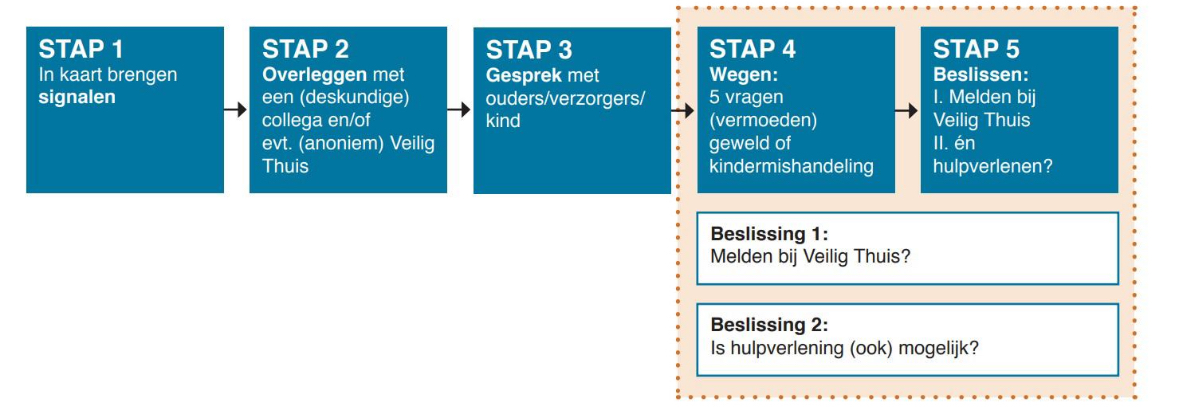 STAP 1
In kaart brengen
signalen
STAP 2
Overleggen met
een (deskundige)
collega en/of
evt. (anoniem) Veilig
Thuis
STAP 3
Gesprek met
ouders/verzorgers/
kind
STAP 4
Wegen:
5 vragen
(vermoeden)
geweld of
kindermishandeling
STAP 5
Beslissen:
I. Melden bij
Veilig Thuis
II. én
hulpverlenen?
Beslissing 1:
Melden bij Veilig Thuis?
Beslissing 2:
Is hulpverlening (ook) mogelijk?